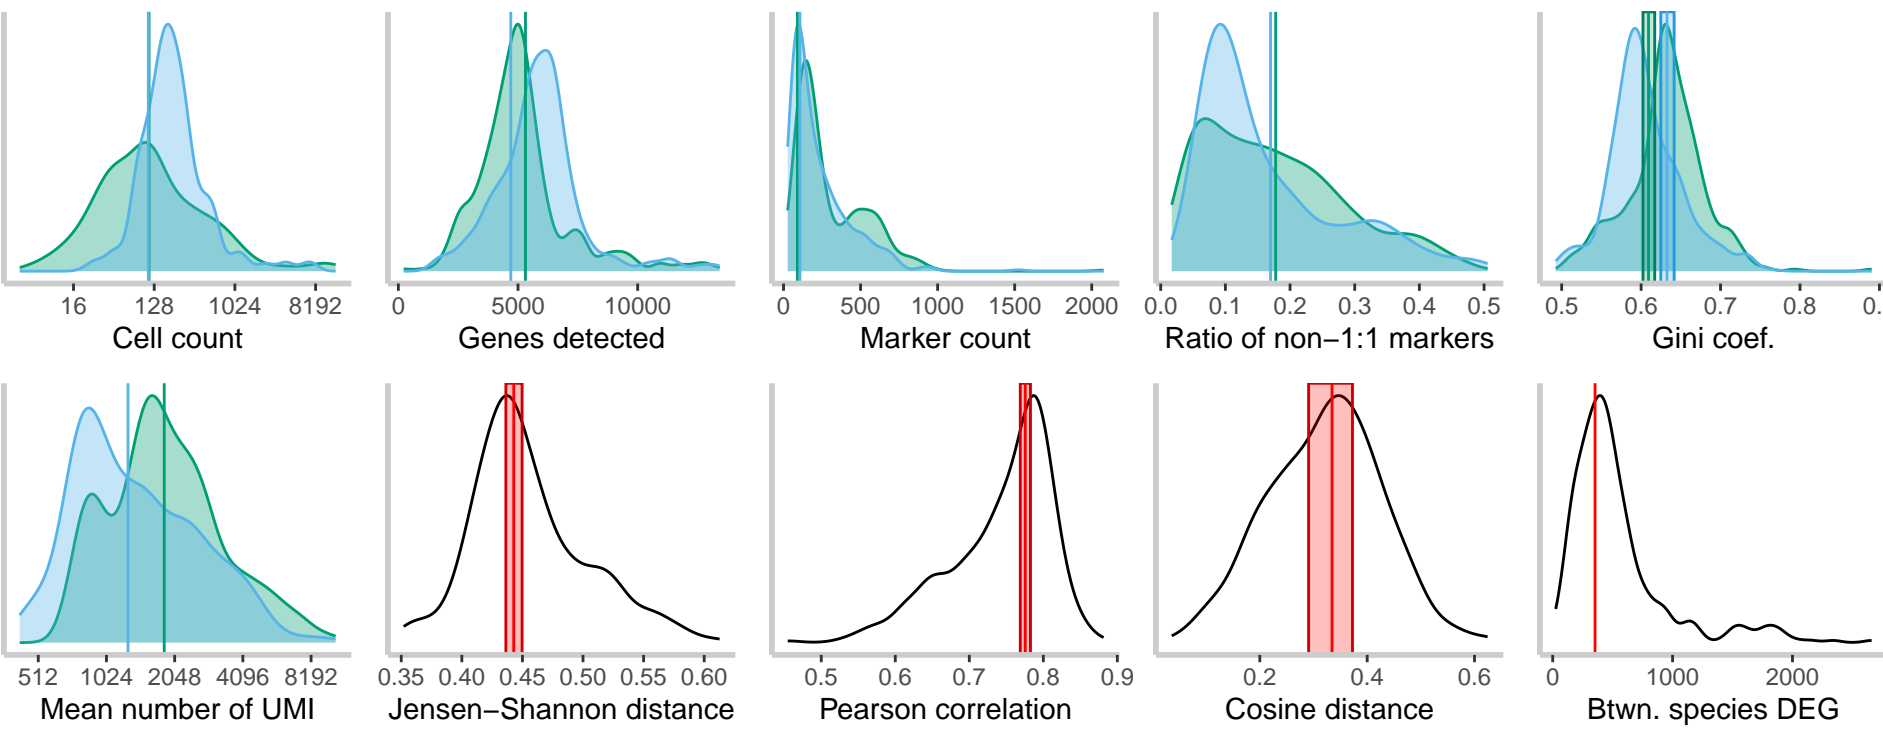 16 128 1024 8192
Cell count
0 5000 10000
Genes detected
0 500 1000 1500 2000
Marker count
0.0 0.1 0.2 0.3 0.4 0.5
Ratio of non−1:1 markers
0.5 0.6 0.7 0.8 0.
Gini coef.
512 1024 2048 4096 8192
Mean number of UMI
0.35 0.40 0.45 0.50 0.55 0.60
Jensen−Shannon distance
0.5 0.6 0.7 0.8 0.9
Pearson correlation
0.2 0.4 0.6
Cosine distance
0 1000 2000
Btwn. species DEG